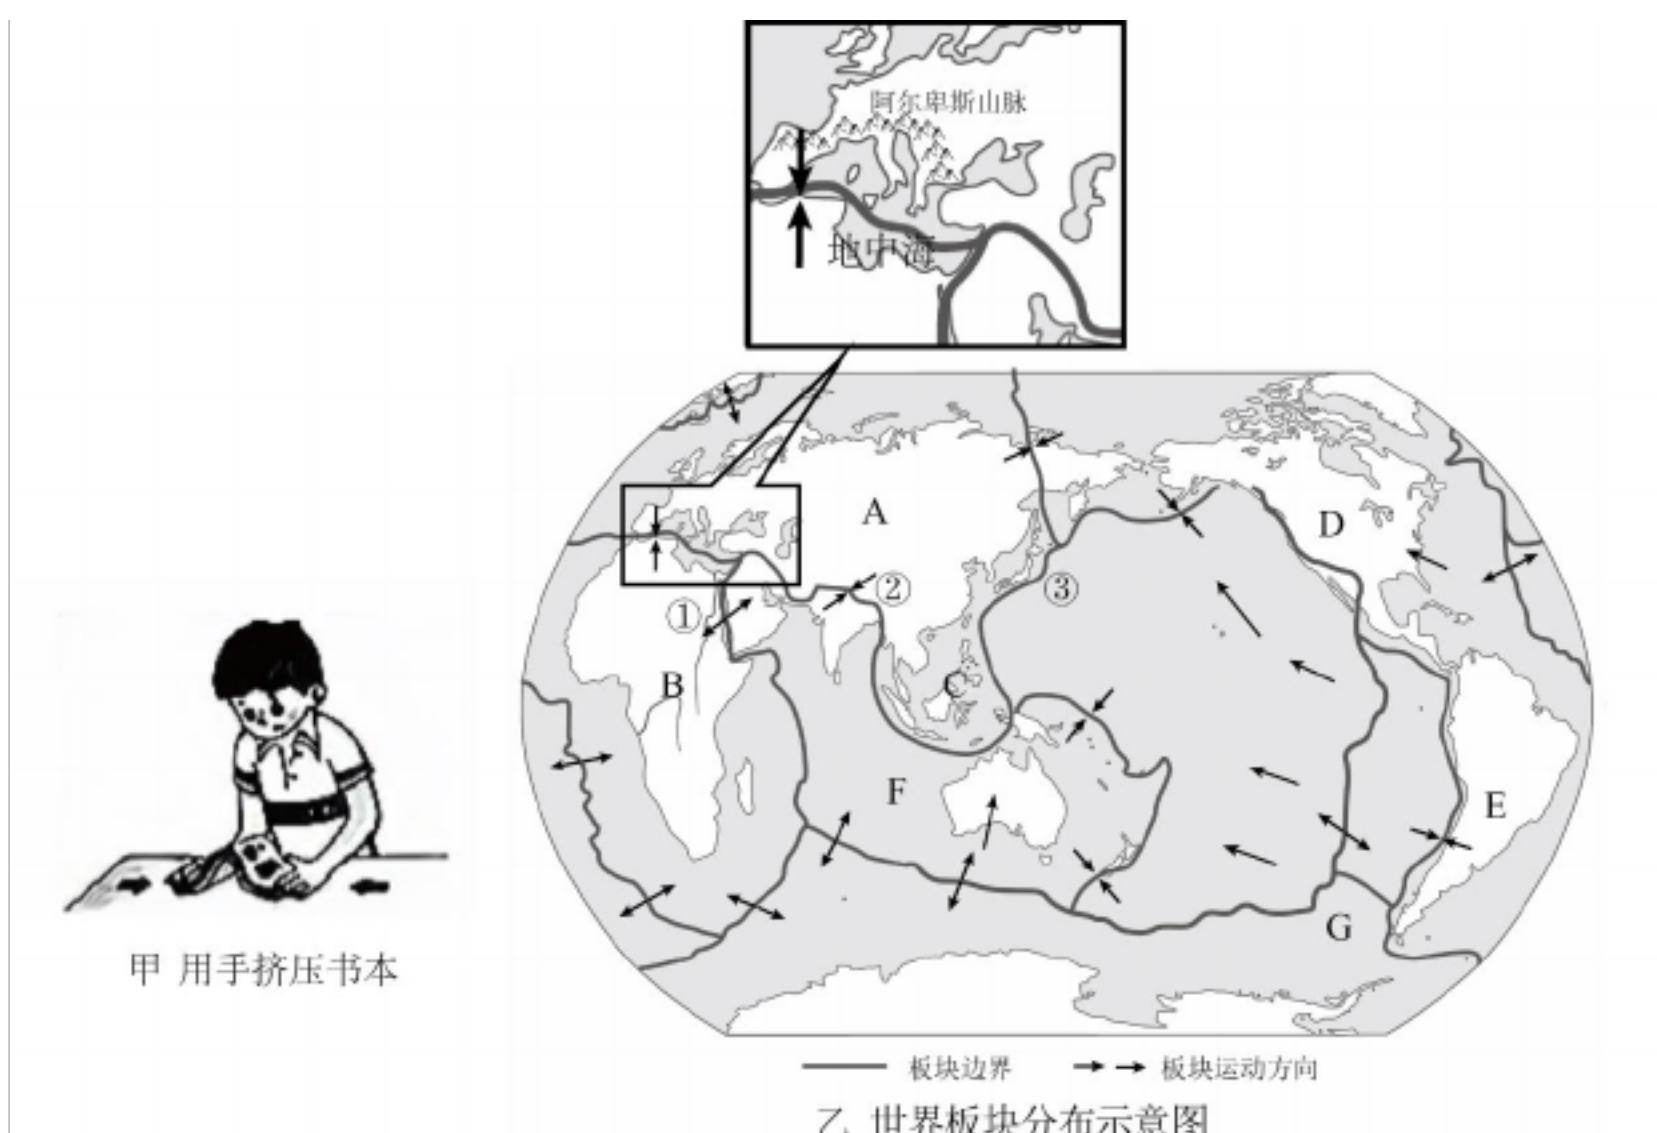 阿尔卑斯山脉
地中海
A
D
①
②
③
B
C
F
E
G
甲 用手挤压书本
板块边界 板块运动方向
乙 世界板块分布示意图